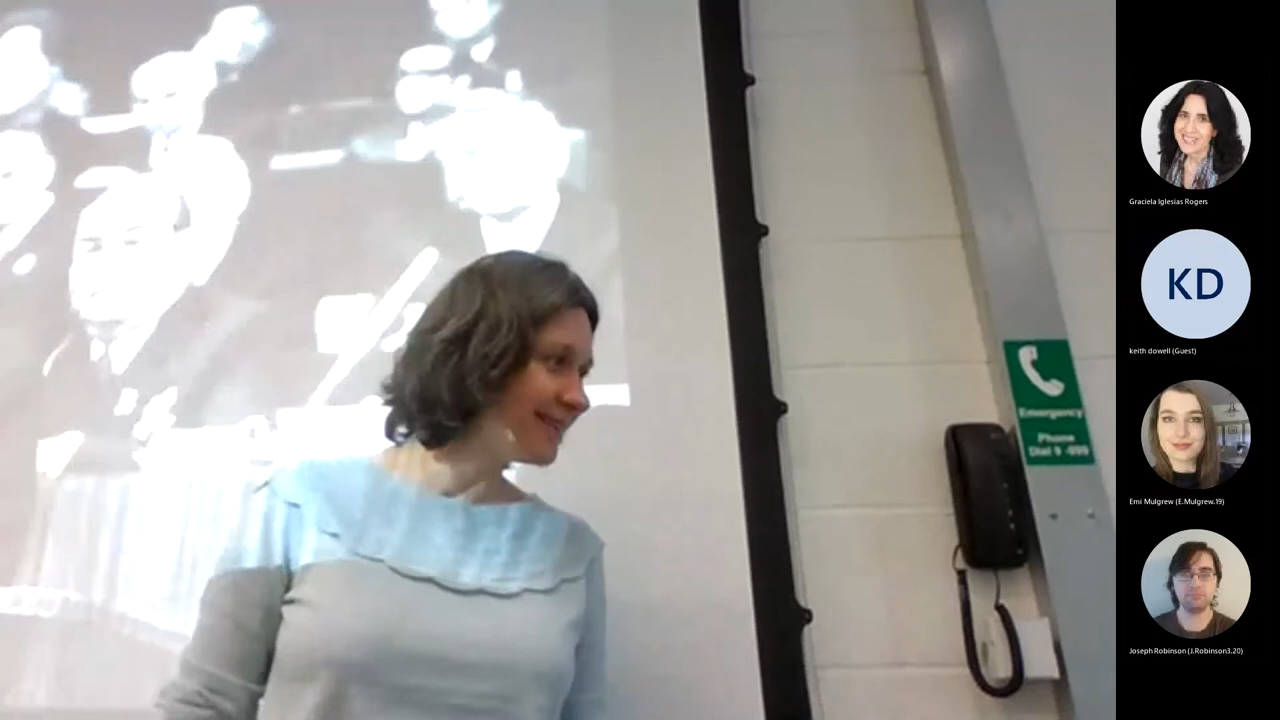 Graciela Iglesias Rogers
KD
keith dowell (Guest)
Emi Mulgrew (E.Mulgrew.19)
Joseph Robinson (J.Robinson3.20)
Emergency
Phone
Dial 9 -999